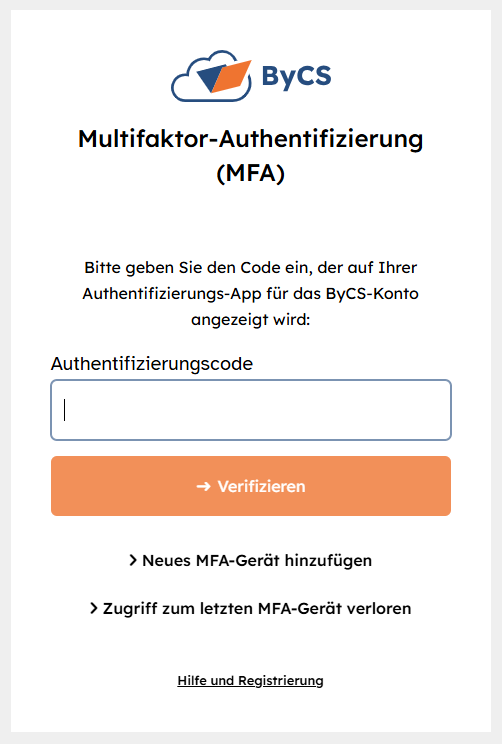 ByCS
Multifaktor-Authentifizierung
(MFA)
Bitte geben Sie den Code ein, der auf Ihrer
Authentifizierungs-App für das ByCS-Konto
angezeigt wird:
Authentifizierungscode
➔ Verifizieren
> Neues MFA-Gerät hinzufügen
> Zugriff zum letzten MFA-Gerät verloren
Hilfe und Registrierung